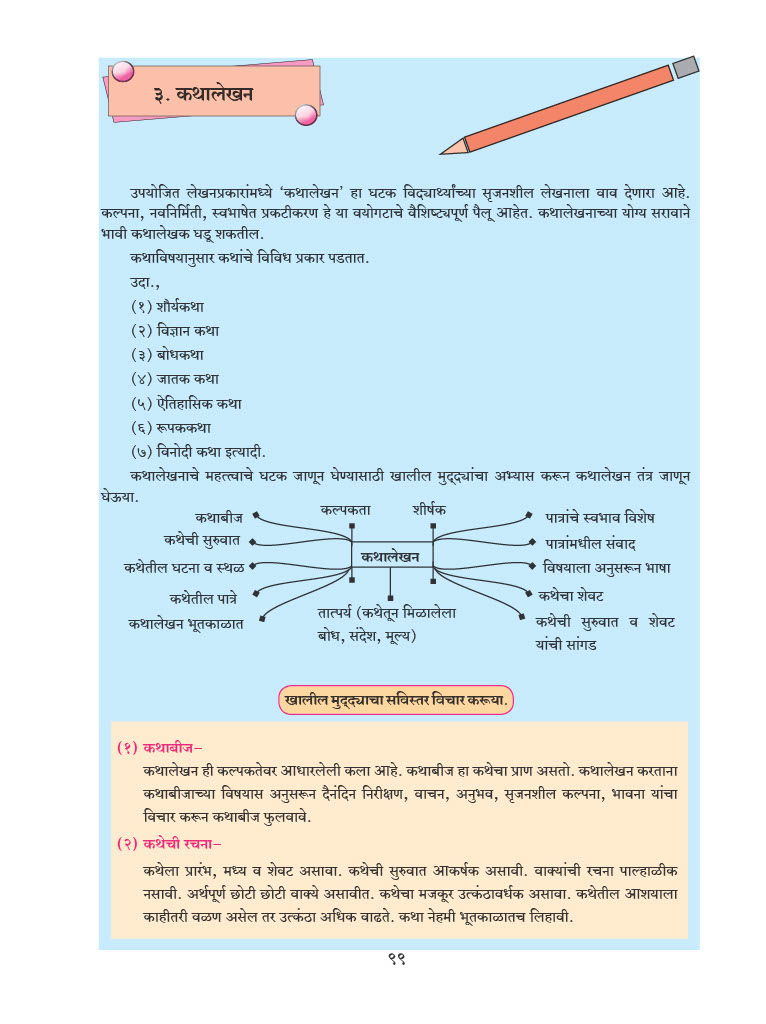 ३. कथालेखन
उपयोजित लेखनप्रकारांमध्ये ‘कथालेखन’ हा घटक विद्यार्थ्यांच्या सृजनशील लेखनाला वाव देणारा आहे.
कल्पना, नवनिर्मिती, स्वभाषेत प्रकटीकरण हे या वयोगटाचे वैशिष्ट्यपूर्ण पैलू आहेत. कथालेखनाच्या योग्य सरावाने
भावी कथालेखक घडू शकतील.
कथाविषयानुसार कथांचे विविध प्रकार पडतात.
उदा.,
(१) शौर्यकथा
(२) विज्ञान कथा
(३) बोधकथा
(४) जातक कथा
(५) ऐतिहासिक कथा
(६) रूपककथा
(७) विनोदी कथा इत्यादी.
कथालेखनाचे महत्त्वाचे घटक जाणून घेण्यासाठी खालील मुद्द्यांचा अभ्यास करून कथालेखन तंत्र जाणून
घेऊया.
कथाबीज
कथेची सुरुवात
कथेतील घटना व स्थळ
कथेतील पात्रे
कथालेखन भूतकाळात
कल्पकता
शीर्षक
कथालेखन
तात्पर्य (कथेतून मिळालेला
बोध, संदेश, मूल्य)
पात्रांचे स्वभाव विशेष
पात्रांमधील संवाद
विषयाला अनुसरून भाषा
कथेचा शेवट
कथेची सुरुवात व शेवट
यांची सांगड
खालील मुद्द्याचा सविस्तर विचार करूया.
(१) कथाबीज–
कथालेखन ही कल्पकतेवर आधारलेली कला आहे. कथाबीज हा कथेचा प्राण असतो. कथालेखन करताना
कथाबीजाच्या विषयास अनुसरून दैनंदिन निरीक्षण, वाचन, अनुभव, सृजनशील कल्पना, भावना यांचा
विचार करून कथाबीज फुलवावे.
(२) कथेची रचना–
कथेला प्रारंभ, मध्य व शेवट असावा. कथेची सुरुवात आकर्षक असावी. वाक्यांची रचना पाल्हाळीक
नसावी. अर्थपूर्ण छोटी छोटी वाक्ये असावीत. कथेचा मजकूर उत्कंठावर्धक असावा. कथेतील आशयाला
काहीतरी वळण असेल तर उत्कंठा अधिक वाढते. कथा नेहमी भूतकाळातच लिहावी.
९९